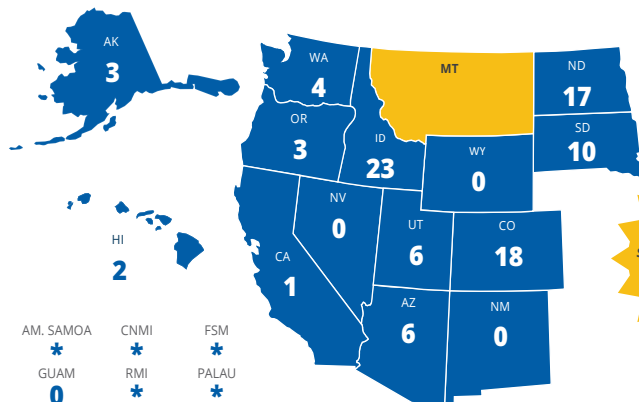 AK
3
WA
4
MT
ND
17
OR
3
ID
23
SD
10
WY
0
NV
0
HI
2
UT
6
CO
18
CA
1
AZ
6
NM
0
AM. SAMOA
*
CNMI
*
FSM
*
GUAM
0
RMI
*
PALAU
*